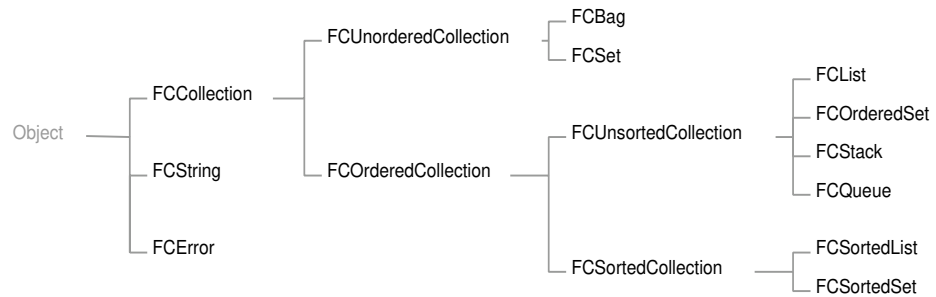 FCBag
FCUnorderedCollection
FCSet
FCList
FCCollection
FCOrderedSet
Object
FCUnsortedCollection
FCStack
FCString
FCOrderedCollection
FCQueue
FCError
FCSortedList
FCSortedCollection
FCSortedSet